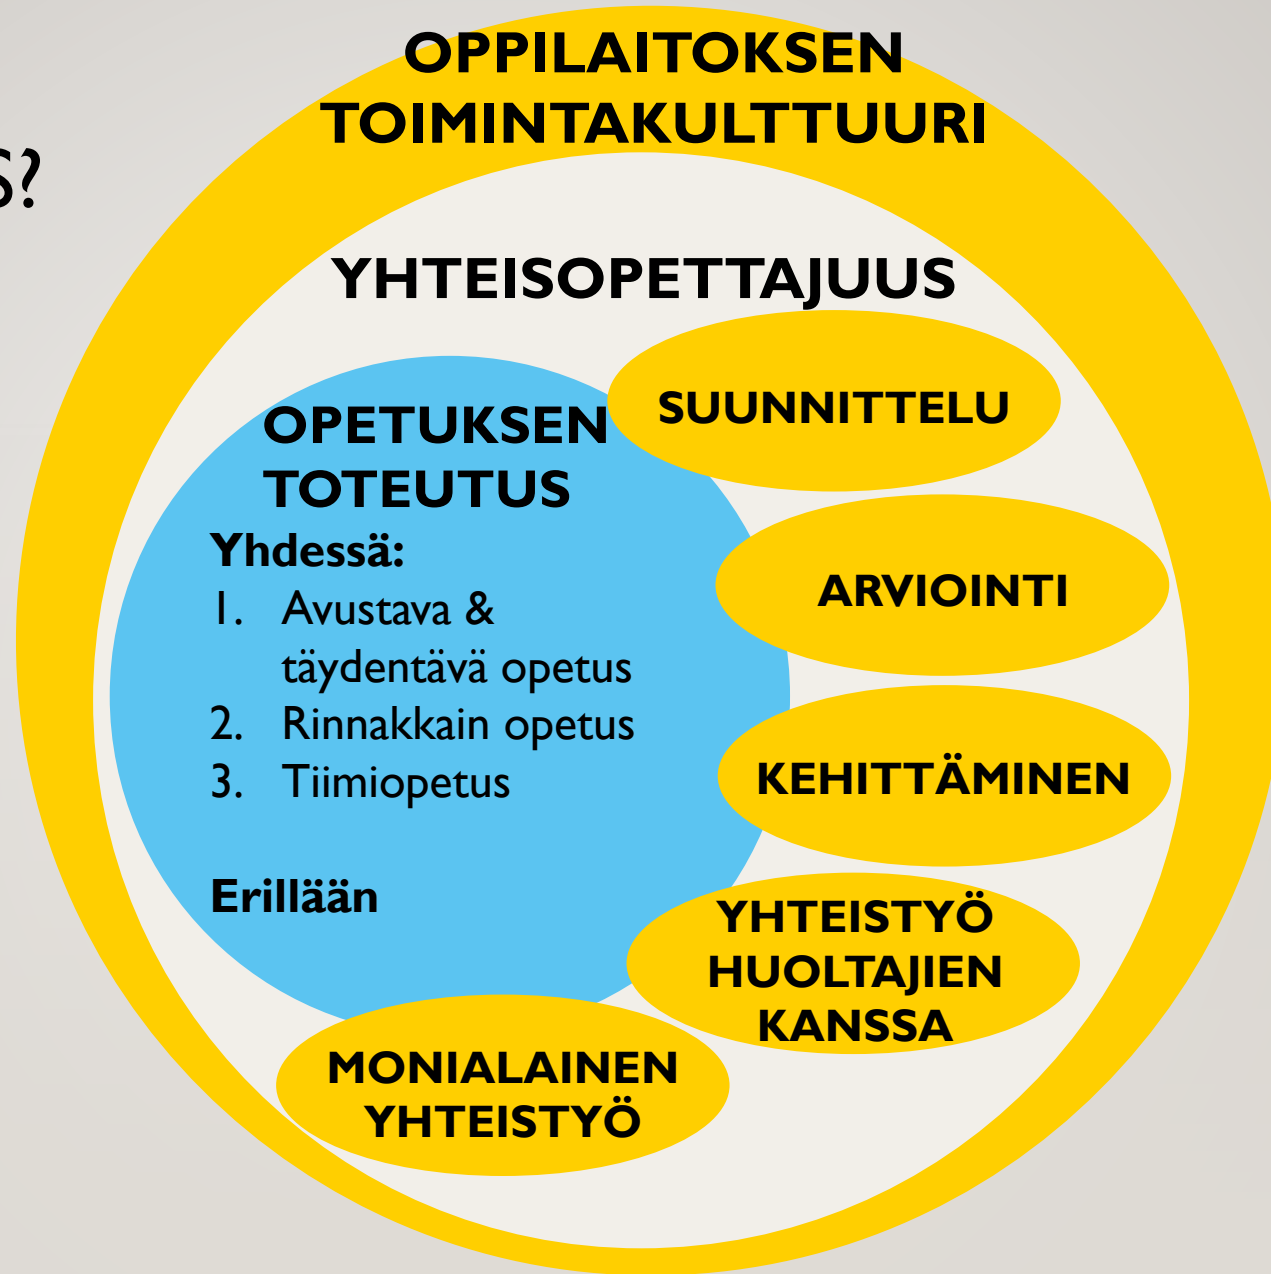 OPPILAITOKSEN
TOIMINTAKULTTUURI
S?
YHTEISOPETTAJUUS
OPETUKSEN
TOTEUTUS
Yhdessä:
1. Avustava &
täydentävä opetus
2. Rinnakkain opetus
3. Tiimiopetus
Erillään
SUUNNITTELU
ARVIOINTI
KEHITTÄMINEN
YHTEISTYÖ
HUOLTAJIEN
KANSSA
MONIALAINEN
YHTEISTYÖ